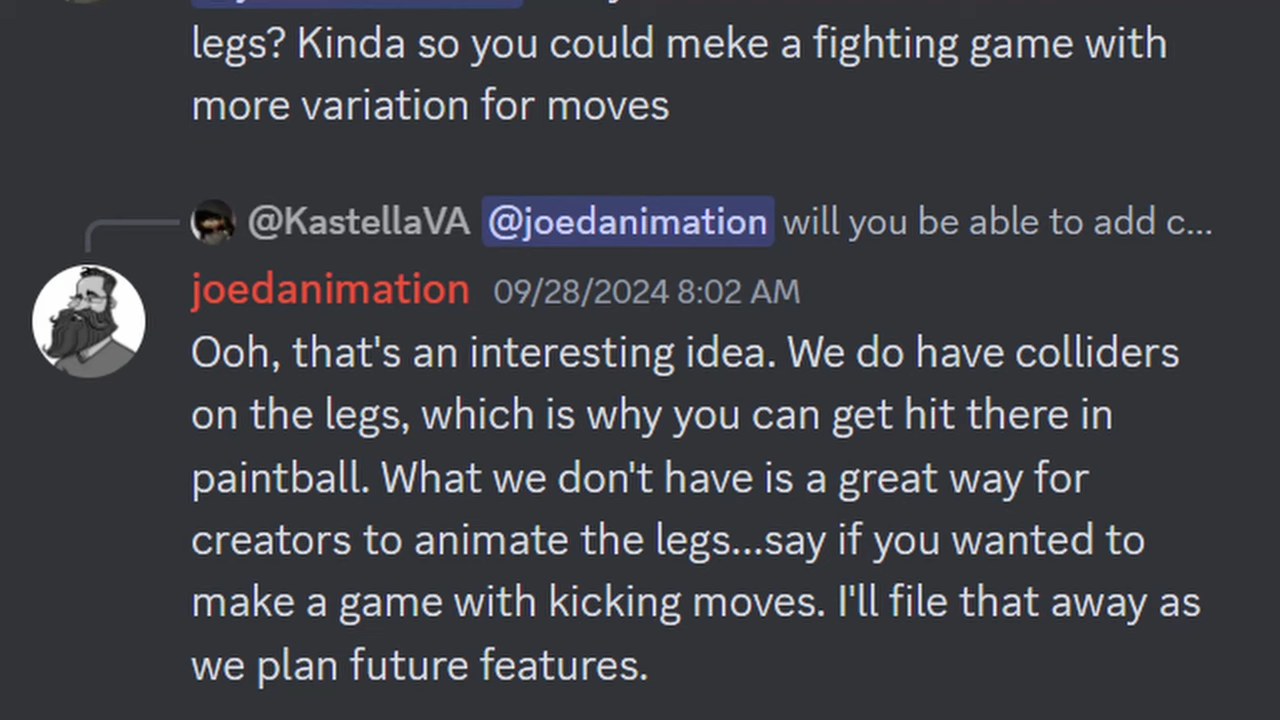 legs? Kinda so you could meke a fighting game with
more variation for moves
@KastellaVA @joedanimation will you be able to add c...
joedanimation 09/28/2024 8:02 AM
Ooh, that's an interesting idea. We do have colliders
on the legs, which is why you can get hit there in
paintball. What we don't have is a great way for
creators to animate the legs...say if you wanted to
make a game with kicking moves. I'll file that away as
we plan future features.